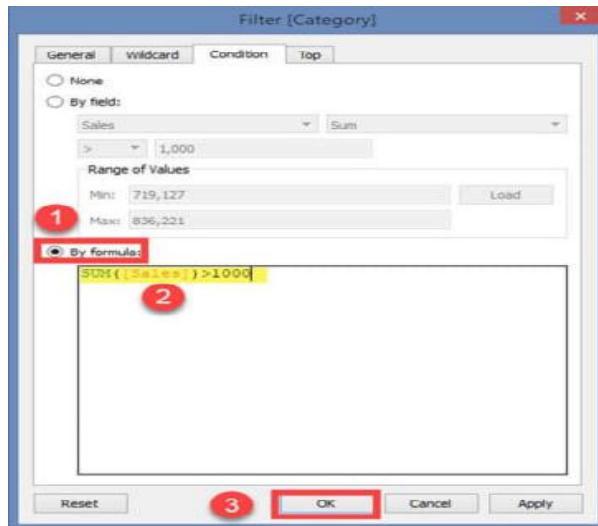 Filter [Category]
General Wildcard Condition Top
None
By field:
Sales Sum
> 1,000
Range of Values
Min: 719,127 Load
1 Max: 836,221
By formula:
SUM([Sales])>1000
2
Reset 3 OK Cancel Apply